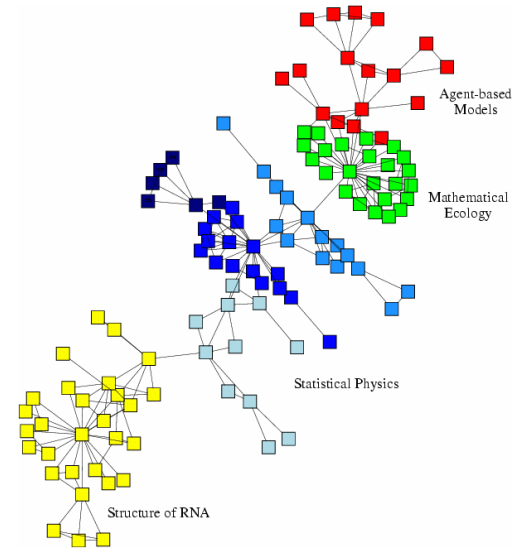 Agent-based
Models
Mathematical
Ecology
Statistical Physics
Structure of RNA